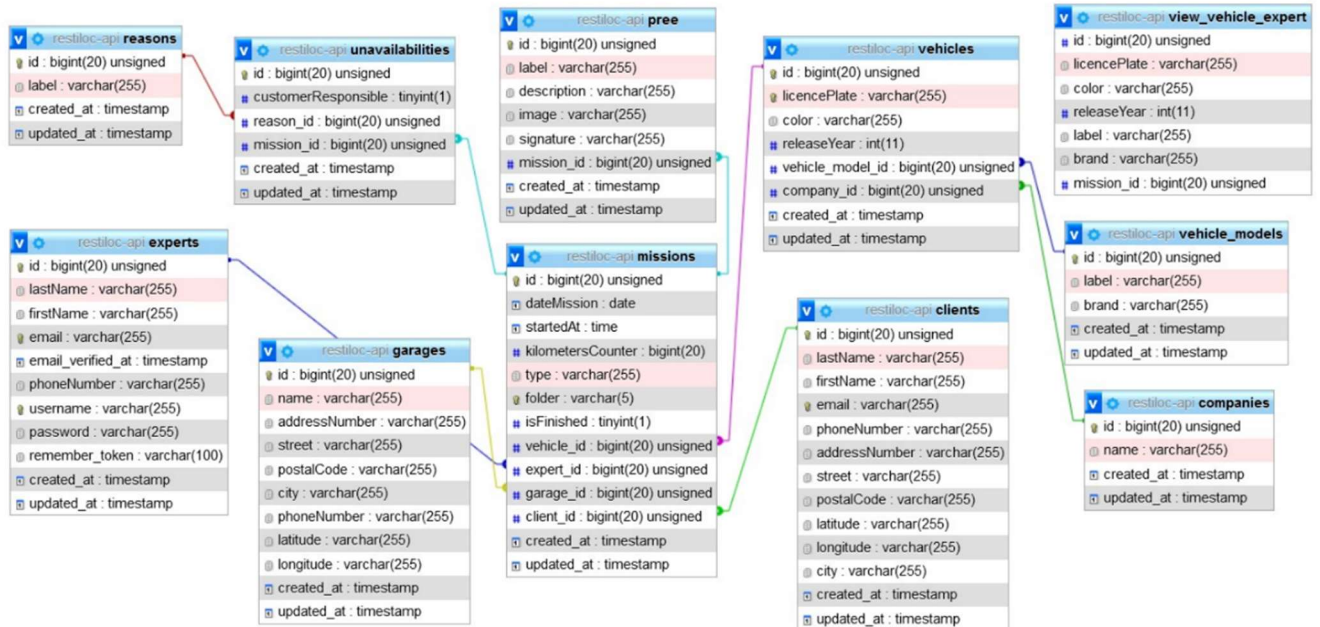 restiloc-api reasons
id : bigint(20) unsigned
label : varchar(255)
created_at : timestamp
updated_at : timestamp
restiloc-api unavailabilities
id : bigint(20) unsigned
customerResponsible : tinyint(1)
reason_id : bigint(20) unsigned
mission_id : bigint(20) unsigned
created_at : timestamp
updated_at : timestamp
restiloc-api pree
id : bigint(20) unsigned
label : varchar(255)
description : varchar(255)
image : varchar(255)
signature : varchar(255)
mission_id : bigint(20) unsigned
created_at : timestamp
updated_at : timestamp
restiloc-api vehicles
id : bigint(20) unsigned
licencePlate : varchar(255)
color : varchar(255)
releaseYear : int(11)
vehicle_model_id : bigint(20) unsigned
company_id : bigint(20) unsigned
created_at : timestamp
updated_at : timestamp
restiloc-api view_vehicle_expert
id : bigint(20) unsigned
licencePlate : varchar(255)
color : varchar(255)
releaseYear : int(11)
label : varchar(255)
brand : varchar(255)
mission_id : bigint(20) unsigned
restiloc-api experts
id : bigint(20) unsigned
lastName : varchar(255)
firstName : varchar(255)
email : varchar(255)
email_verified_at : timestamp
phoneNumber : varchar(255)
username : varchar(255)
password : varchar(255)
remember_token : varchar(100)
created_at : timestamp
updated_at : timestamp
restiloc-api garages
id : bigint(20) unsigned
name : varchar(255)
addressNumber : varchar(255)
street : varchar(255)
postalCode : varchar(255)
city : varchar(255)
phoneNumber : varchar(255)
latitude : varchar(255)
longitude : varchar(255)
created_at : timestamp
updated_at : timestamp
restiloc-api missions
id : bigint(20) unsigned
dateMission : date
startedAt : time
kilometersCounter : bigint(20)
type : varchar(255)
folder : varchar(5)
isFinished : tinyint(1)
vehicle_id : bigint(20) unsigned
expert_id : bigint(20) unsigned
garage_id : bigint(20) unsigned
client_id : bigint(20) unsigned
created_at : timestamp
updated_at : timestamp
restiloc-api clients
id : bigint(20) unsigned
lastName : varchar(255)
firstName : varchar(255)
email : varchar(255)
phoneNumber : varchar(255)
addressNumber : varchar(255)
street : varchar(255)
postalCode : varchar(255)
latitude : varchar(255)
longitude : varchar(255)
city : varchar(255)
created_at : timestamp
updated_at : timestamp
restiloc-api vehicle_models
id : bigint(20) unsigned
label : varchar(255)
brand : varchar(255)
created_at : timestamp
updated_at : timestamp
restiloc-api companies
id : bigint(20) unsigned
name : varchar(255)
created_at : timestamp
updated_at : timestamp